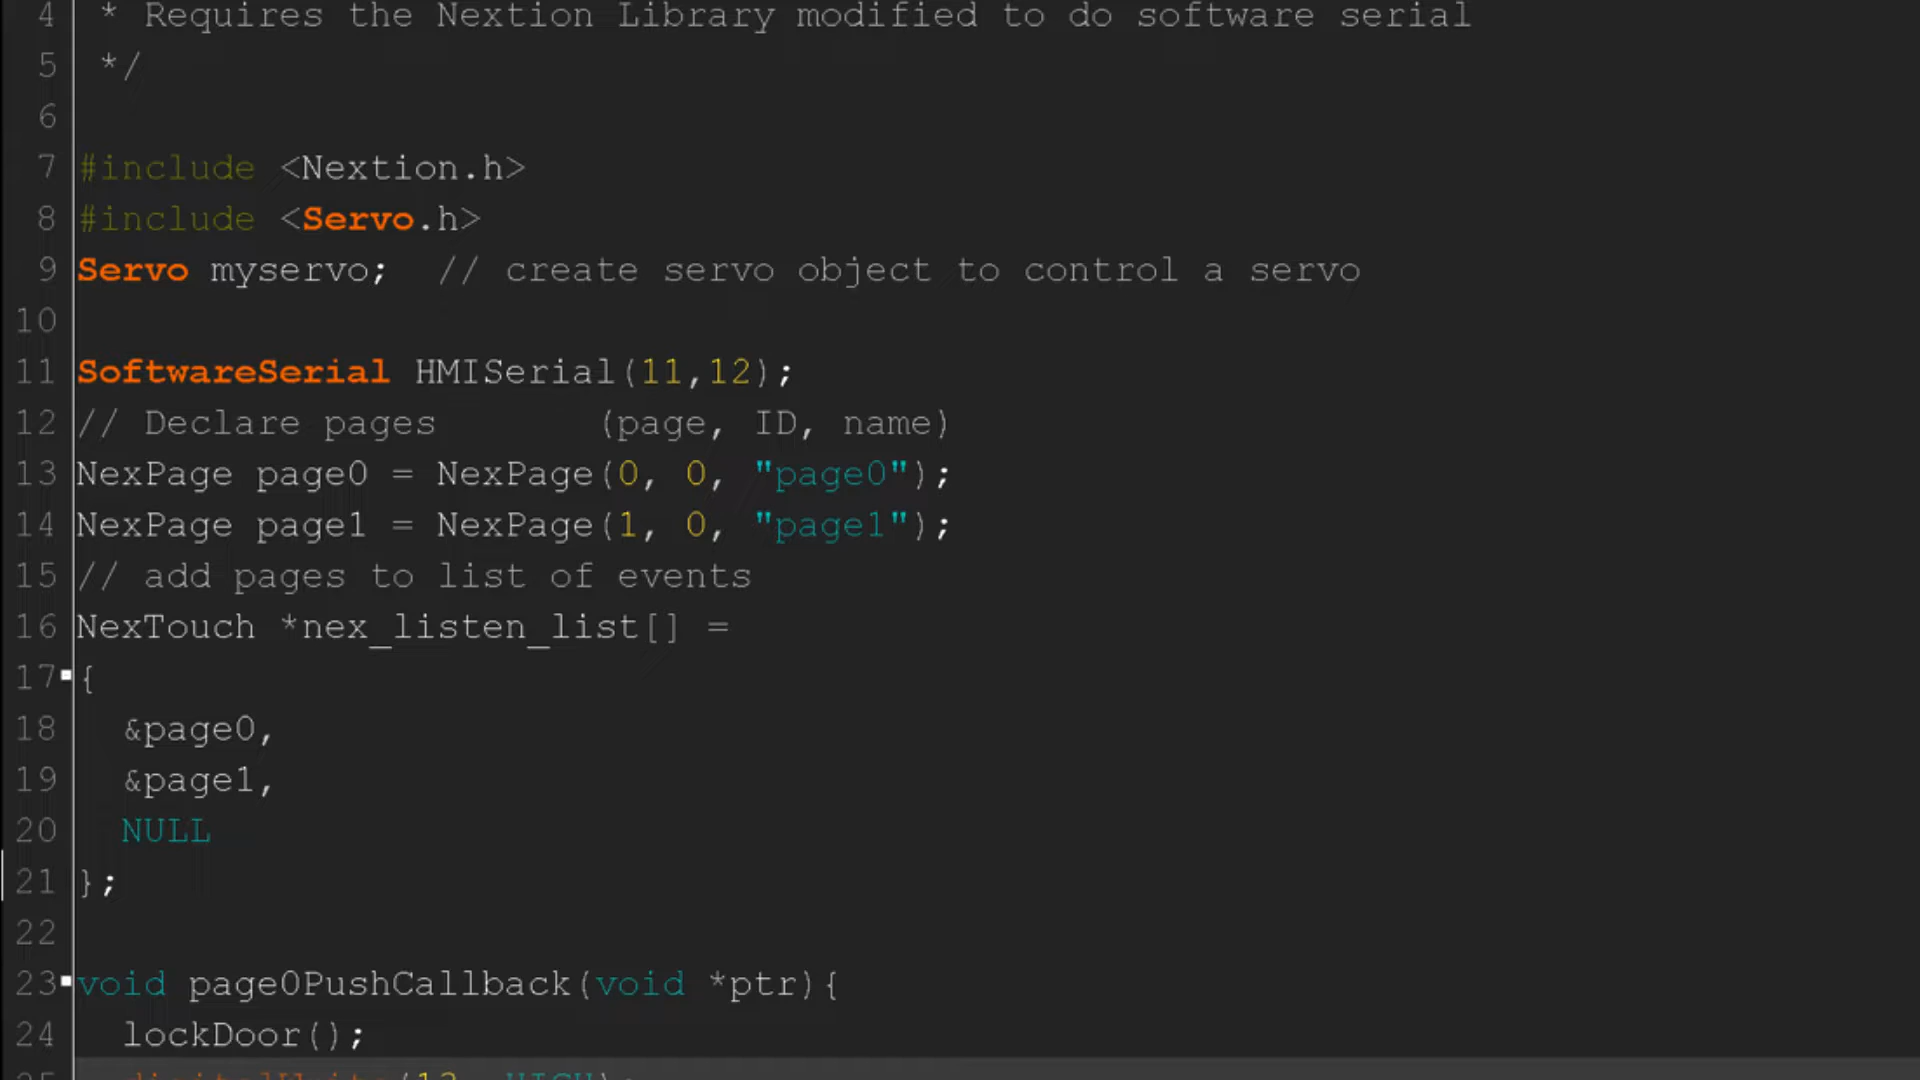 4 * Requires the Nextion Library modified to do software serial
5 */
6
7 #include <Nextion.h>
8 #include <Servo.h>
9 Servo myservo;  // create servo object to control a servo
10
11 SoftwareSerial HMISerial(11,12);
12 // Declare pages       (page, ID, name)
13 NexPage page0 = NexPage(0, 0, "page0");
14 NexPage page1 = NexPage(1, 0, "page1");
15 // add pages to list of events
16 NexTouch *nex_listen_list[] =
17 {
18   &page0,
19   &page1,
20   NULL
21 };
22
23 void page0PushCallback(void *ptr){
24   lockDoor();
25   digitalWrite(13, HIGH);